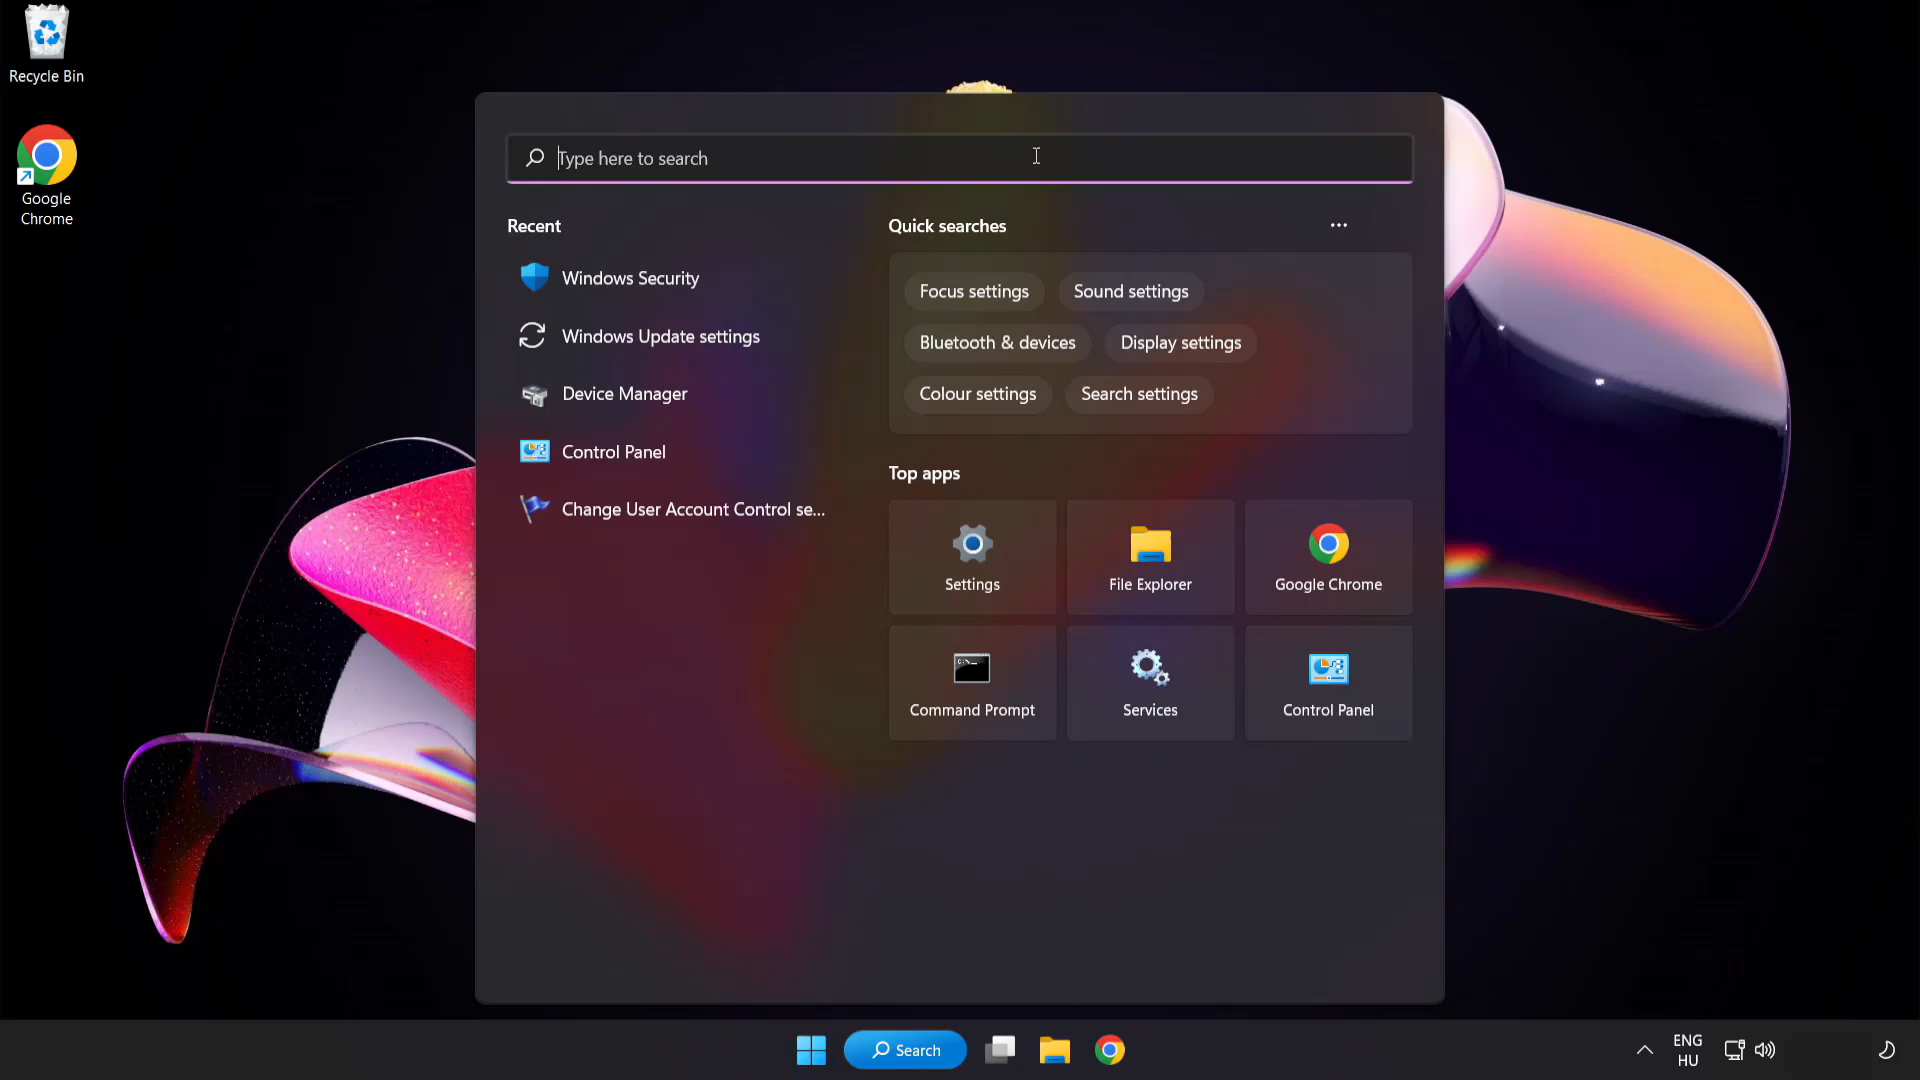 Recycle Bin
Google
Chrome
Type here to search
Recent
Windows Security
Windows Update settings
Device Manager
Control Panel
Change User Account Control se...
Quick searches
Focus settings
Sound settings
Bluetooth & devices
Display settings
Colour settings
Search settings
Top apps
Settings
File Explorer
Google Chrome
Command Prompt
Services
Control Panel
Search
ENG
HU